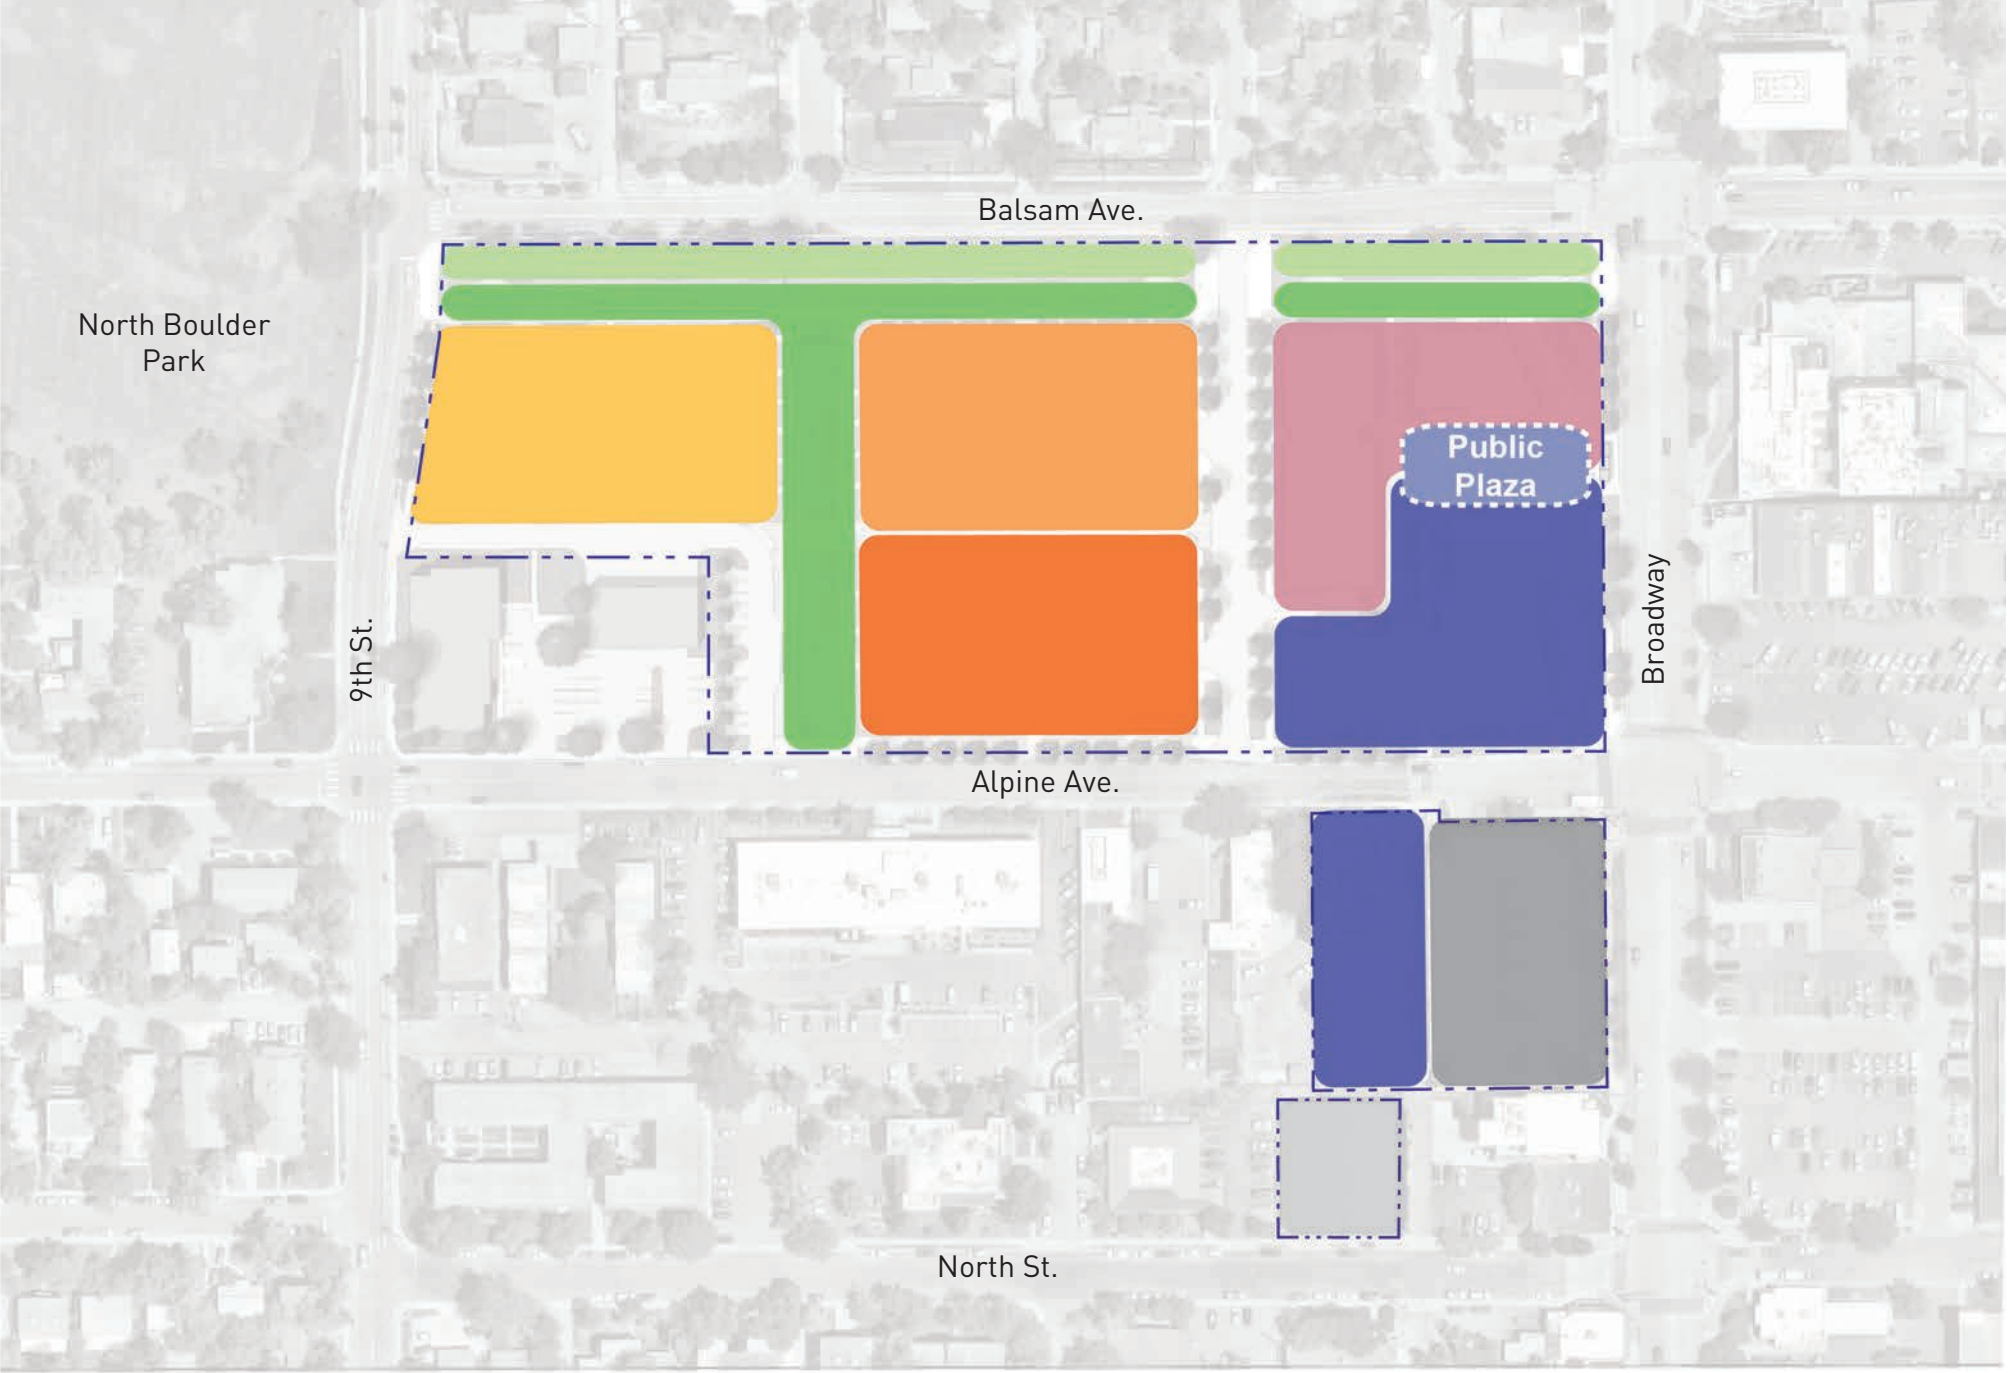 Balsam Ave.
North Boulder
Park
Public
Plaza
9th St.
Broadway
Alpine Ave.
North St.